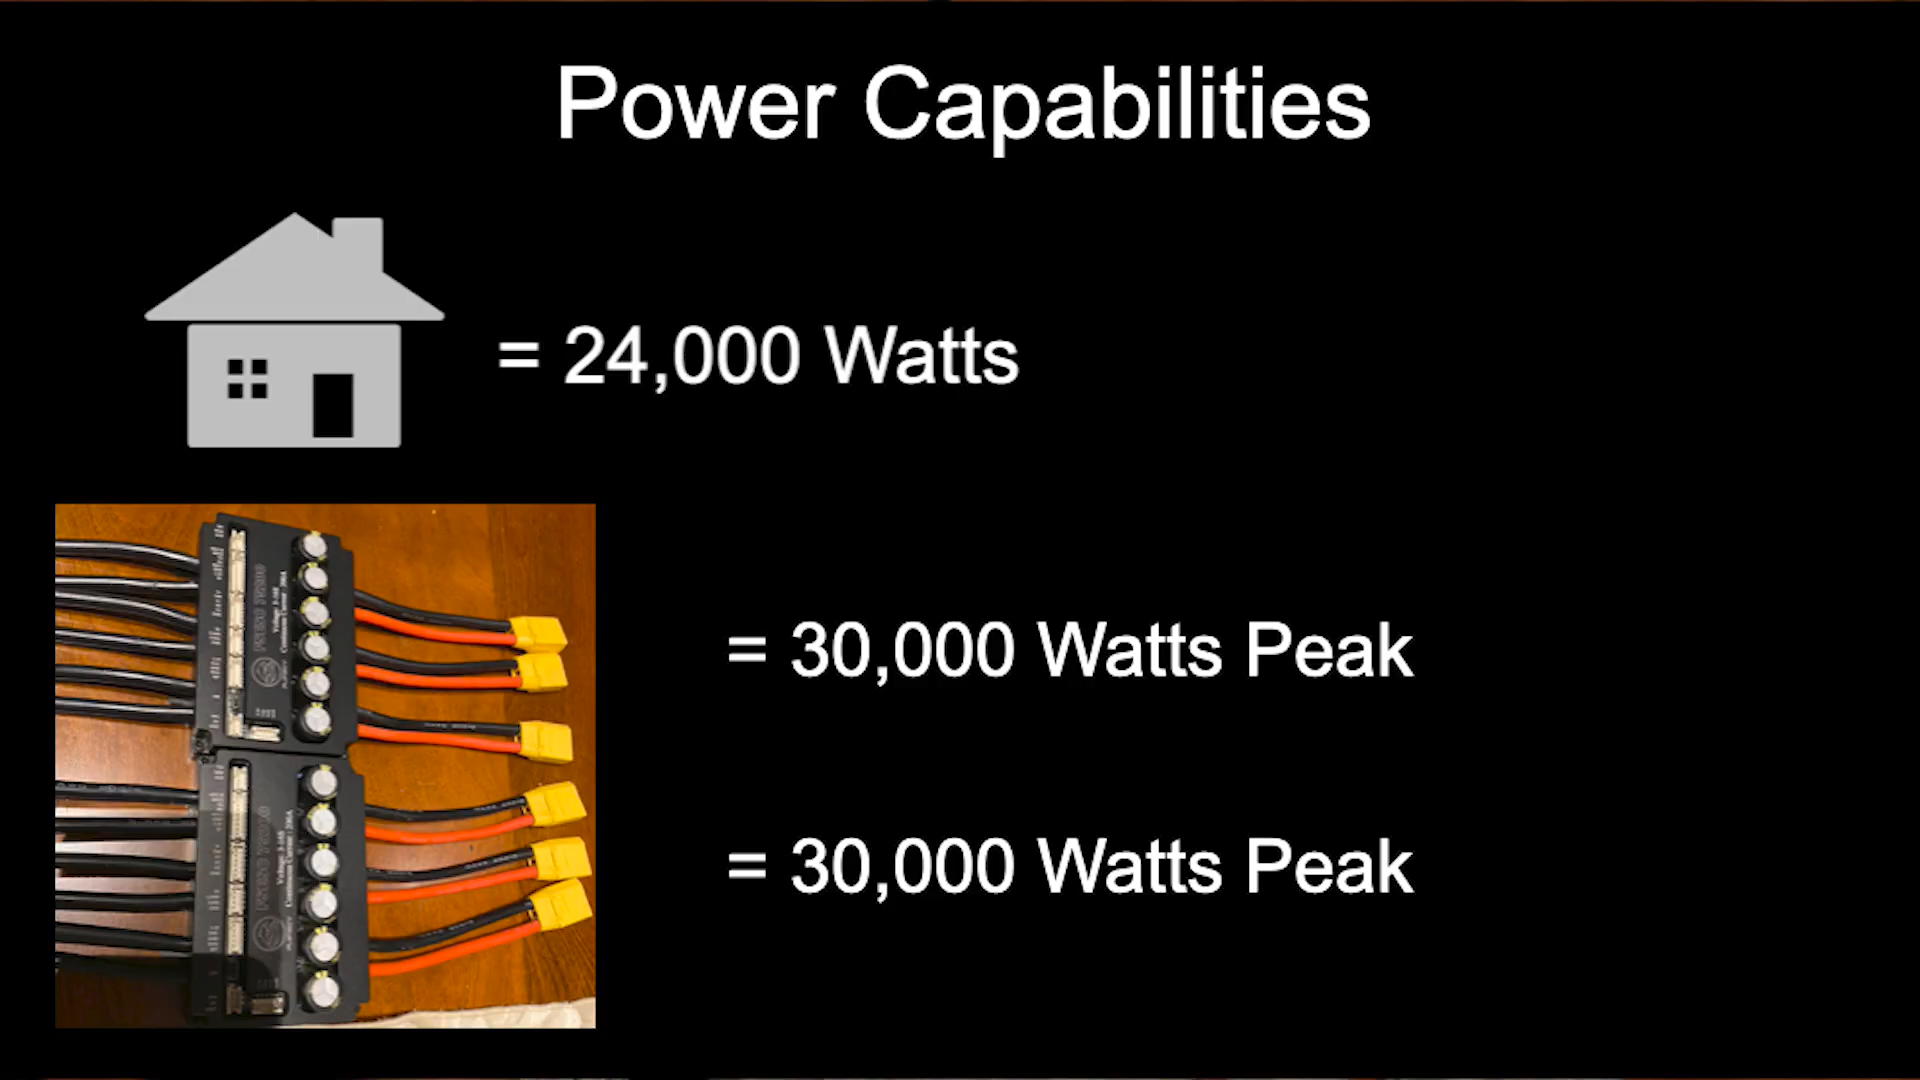 Power Capabilities
= 24,000 Watts
= 30,000 Watts Peak
= 30,000 Watts Peak